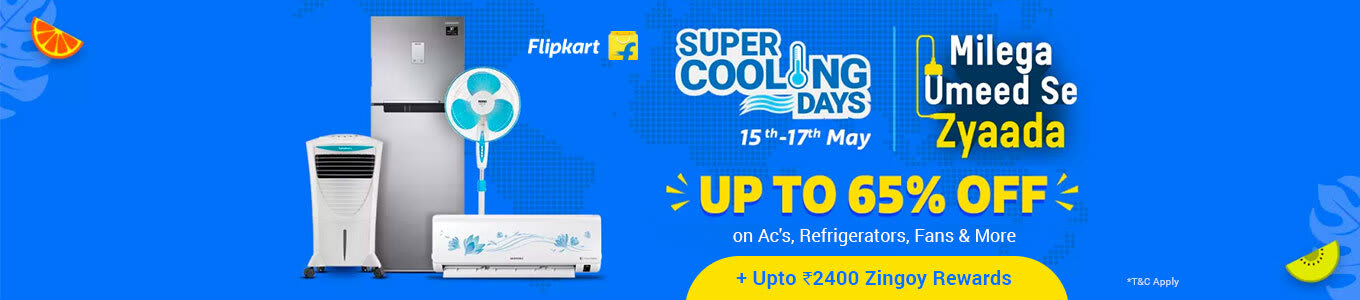 Flipkart
SUPER
COOLING
DAYS
15th-17th May
Milega
Umeed Se
Zyaada
UP TO 65% OFF
on Ac's, Refrigerators, Fans & More
+ Upto ₹2400 Zingoy Rewards
*T&C Apply